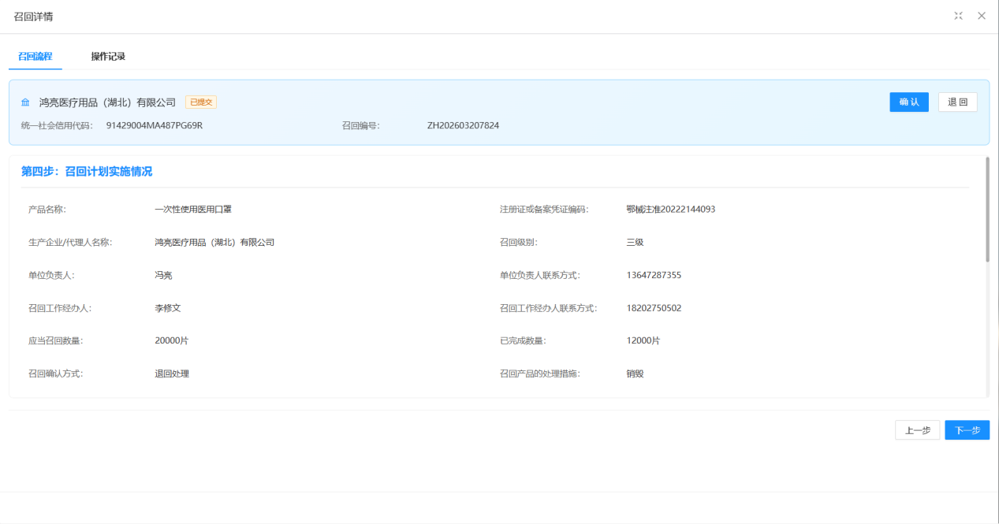 召回详情
召回流程 操作记录
鸿亮医疗用品（湖北）有限公司 已提交 确认 退回
统一社会信用代码： 91429004MA487PG69R 召回编号： ZH202603207824
第四步：召回计划实施情况
产品名称： 一次性使用医用口罩 注册证或备案凭证编码： 鄂械注准20222144093
生产企业/代理人名称： 鸿亮医疗用品（湖北）有限公司 召回级别： 三级
单位负责人： 冯亮 单位负责人联系方式： 13647287355
召回工作经办人： 李修文 召回工作经办人联系方式： 18202750502
应当召回数量： 20000片 已完成数量： 12000片
召回确认方式： 退回处理 召回产品的处理措施： 销毁
上一步 下一步